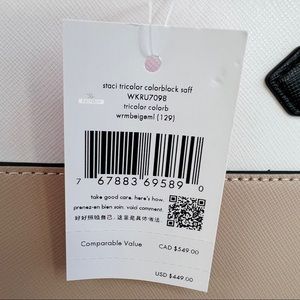 staci tricolor colorblock saff
WKRU7098
tricolor colorb
wrmbeigeml (129)
7 67883 69589 0
take good care. here's how.
prenez-en bien soin. void comment.
好好照顾自己. 这里是具体方法.
Comparable Value
CAD $549.00
USD $449.00